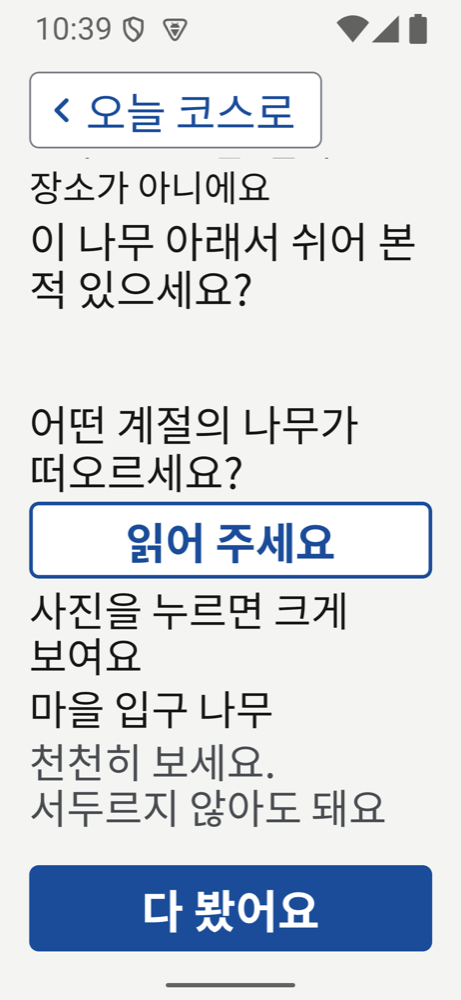 10:39
오늘 코스로
장소가 아니에요
이 나무 아래서 쉬어 본
적 있으세요?
어떤 계절의 나무가
떠오르세요?
읽어 주세요
사진을 누르면 크게
보여요
마을 입구 나무
천천히 보세요.
서두르지 않아도 돼요
다 봤어요